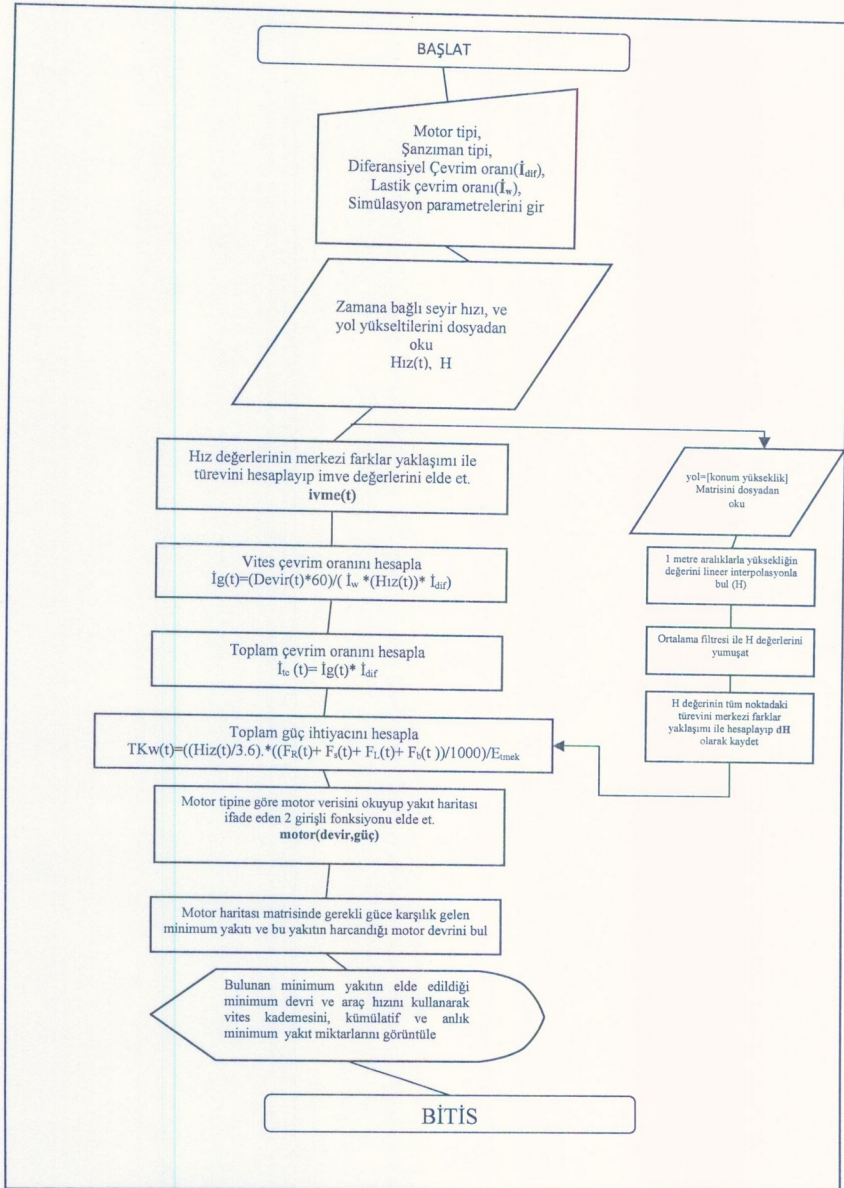 BAŞLAT
Motor tipi,
Şanzıman tipi,
Diferansiyel Çevrim oranı(İdif),
Lastik çevrim oranı(İw),
Simülasyon parametrelerini gir
Zamana bağlı seyir hızı, ve
yol yükseltilerini dosyadan
oku
Hız(t), H
Hız değerlerinin merkezi farklar yaklaşımı ile
türevini hesaplayıp imve değerlerini elde et.
ivme(t)
Vites çevrim oranını hesapla
İg(t)=(Devir(t)*60)/( İw *(Hız(t))* İdif)
Toplam çevrim oranını hesapla
İtc (t)= İg(t)* İdif
Toplam güç ihtiyacını hesapla
TKw(t)=((Hiz(t)/3.6).*((FR(t)+ Fs(t)+ FL(t)+ Fb(t ))/1000)/Etmek
Motor tipine göre motor verisini okuyup yakıt haritası
ifade eden 2 girişli fonksiyonu elde et.
motor(devir,güç)
Motor haritası matrisinde gerekli güce karşılık gelen
minimum yakıtı ve bu yakıtın harcandığı motor devrini bul
Bulunan minimum yakıtın elde edildiği
minimum devri ve araç hızını kullanarak
vites kademesini, kümülatif ve anlık
minimum yakıt miktarlarını görüntüle
BİTİS
yol=[konum yükseklik]
Matrisini dosyadan
oku
1 metre aralıklarla yüksekliğin
değerini lineer interpolasyonla
bul (H)
Ortalama filtresi ile H değerlerini
yumuşat
H değerinin tüm noktadaki
türevini merkezi farklar
yaklaşımı ile hesaplayıp dH
olarak kaydet